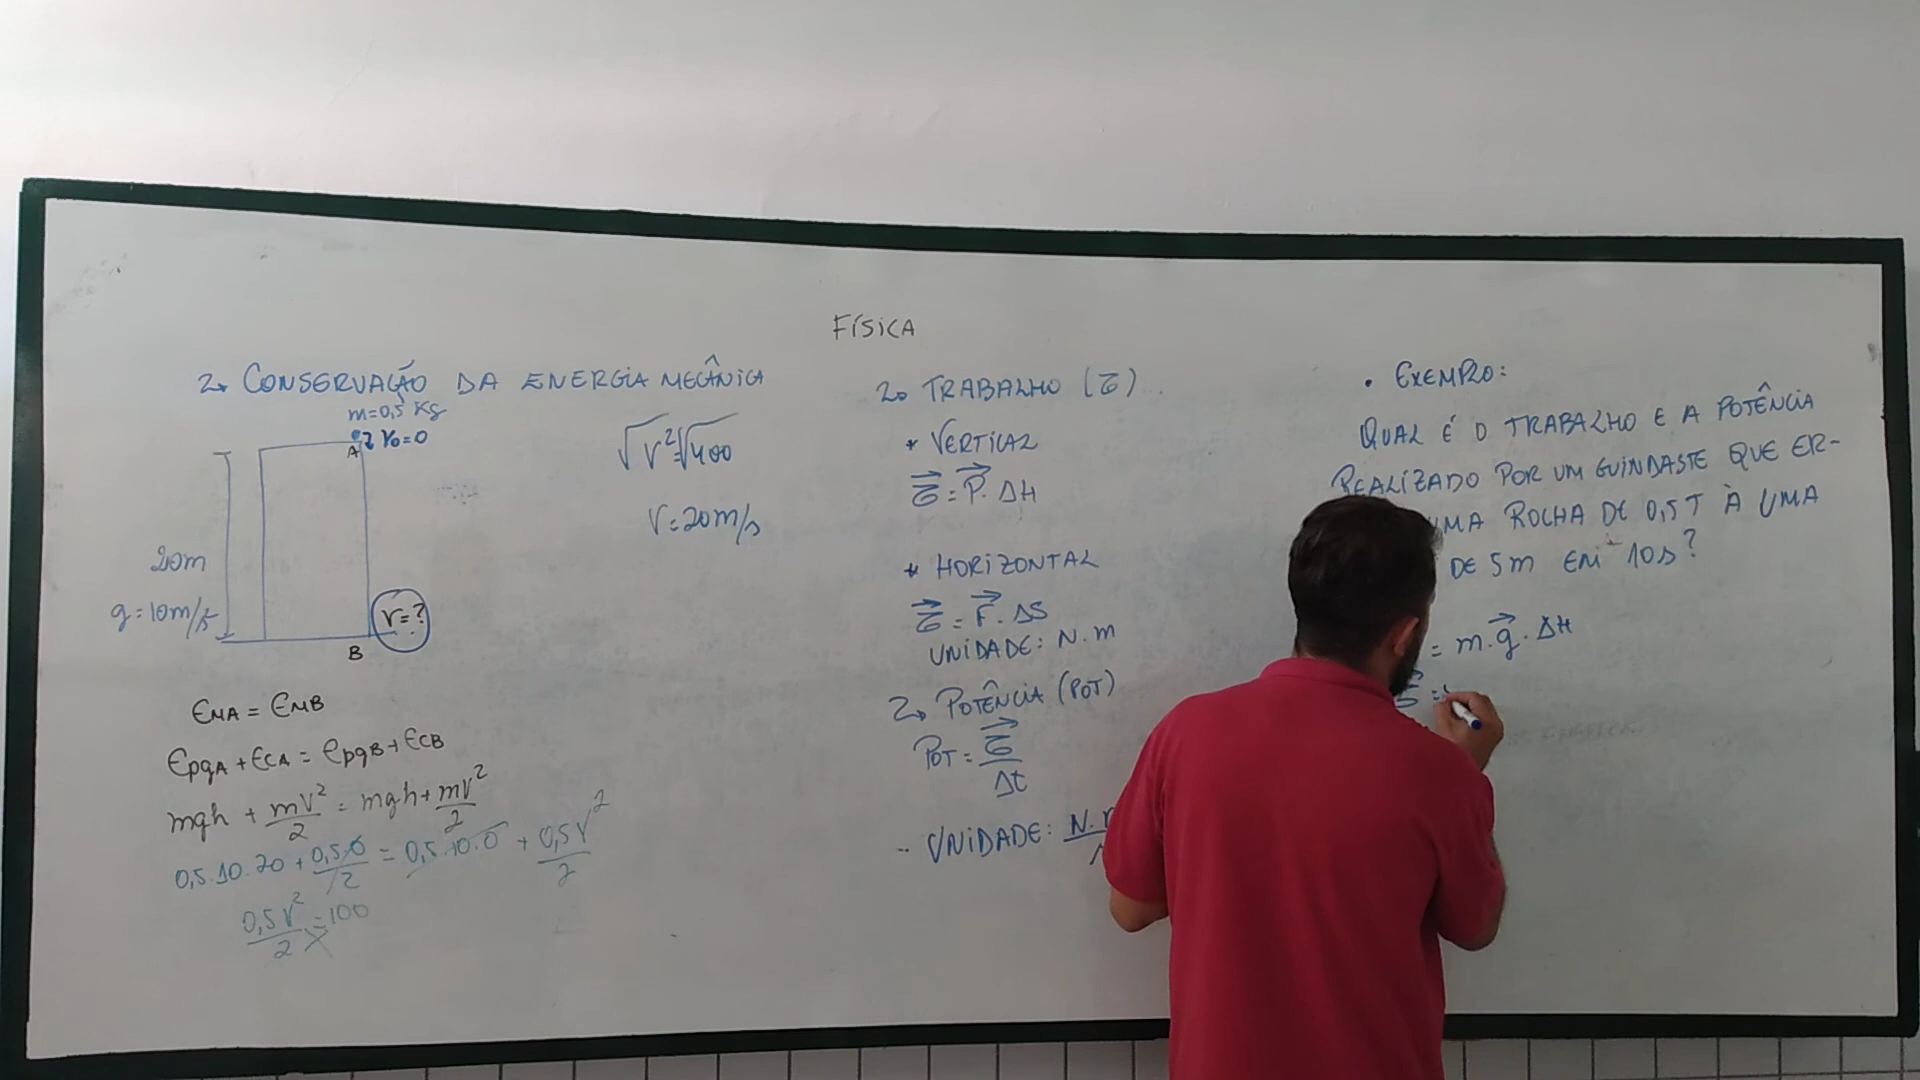 FÍSICA
2. CONSERVAÇÃO DA ENERGIA MECÂNICA
m=0,5 Kg
V₀=0
A
20m
g=10m/s
V=?
B
√V²=√400
V=20m/s
EMA = EMB
EpgA + ECA = EpgB + ECB
mgh + mV²/2 = mgh + mV²/2
0,5.10.20 + 0,5.0/2 = 0,5.10.0 + 0,5V²/2
0,5V²/2 = 100
2. TRABALHO (τ)
* VERTICAL
τ = P. ΔH
* HORIZONTAL
τ = F. ΔS
UNIDADE: N.m
2. POTÊNCIA (POT)
POT = τ/Δt
UNIDADE: N.
• EXEMPLO:
QUAL É O TRABALHO E A POTÊNCIA
REALIZADO POR UM GUINDASTE QUE ER-
UMA ROCHA DE 0,5T À UMA
DE 5m EM 10s?
= m.g. ΔH
τ =